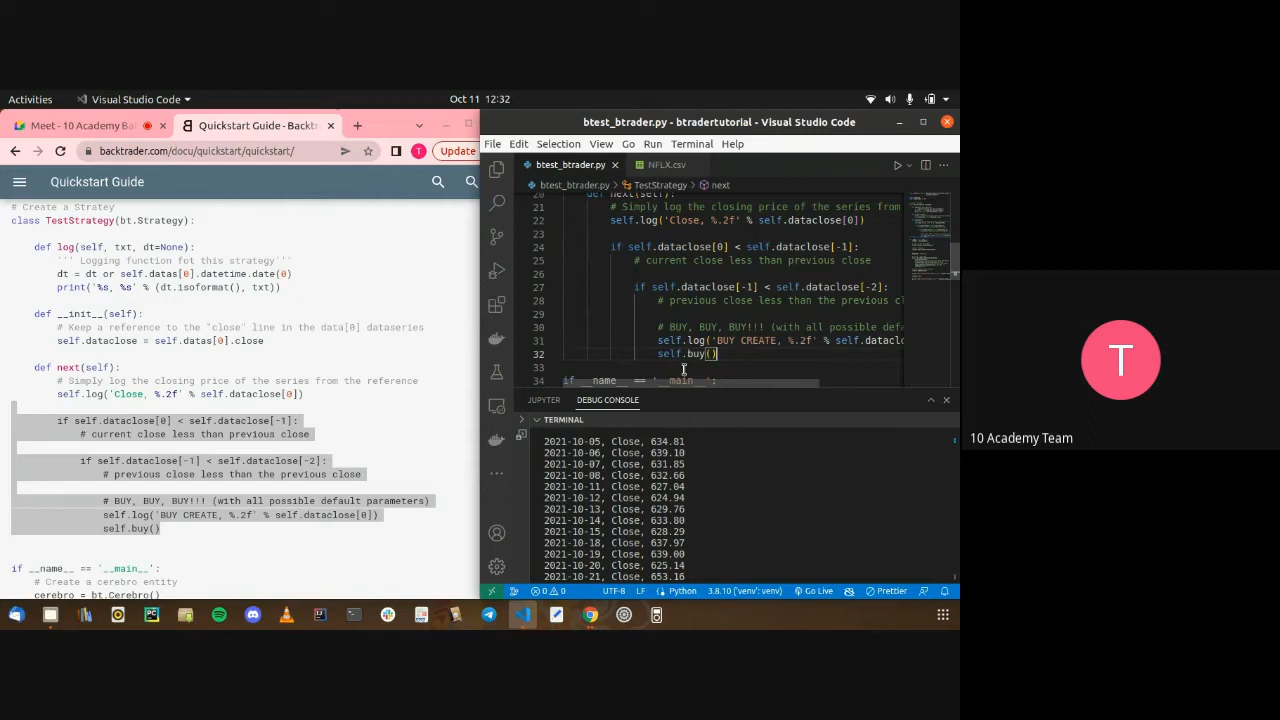 Activities
Visual Studio Code
Oct 11 12:32
Meet - 10 Academy Ba
Quickstart Guide - Backtr
backtrader.com/docu/quickstart/quickstart/
T
Update
Quickstart Guide
# Create a Stratey
class TestStrategy(bt.Strategy):
def log(self, txt, dt=None):
''' Logging function fot this strategy'''
dt = dt or self.datas[0].datetime.date(0)
print('%s, %s' % (dt.isoformat(), txt))
def __init__(self):
# Keep a reference to the "close" line in the data[0] dataseries
self.dataclose = self.datas[0].close
def next(self):
# Simply log the closing price of the series from the reference
self.log('Close, %.2f' % self.dataclose[0])
if self.dataclose[0] < self.dataclose[-1]:
# current close less than previous close
if self.dataclose[-1] < self.dataclose[-2]:
# previous close less than the previous close
# BUY, BUY, BUY!!! (with all possible default parameters)
self.log('BUY CREATE, %.2f' % self.dataclose[0])
self.buy()
if __name__ == '__main__':
# Create a cerebro entity
cerebro = bt.Cerebro()
btest_btrader.py - btradertutorial - Visual Studio Code
File Edit Selection View Go Run Terminal Help
btest_btrader.py
NFLX.csv
btest_btrader.py > TestStrategy > next
20 def next(self):
21 # Simply log the closing price of the series from
22 self.log('Close, %.2f' % self.dataclose[0])
23
24 if self.dataclose[0] < self.dataclose[-1]:
25 # current close less than previous close
26
27 if self.dataclose[-1] < self.dataclose[-2]:
28 # previous close less than the previous cl
29
30 # BUY, BUY, BUY!!! (with all possible defa
31 self.log('BUY CREATE, %.2f' % self.dataclo
32 self.buy()
33
34 if __name__ == '__main__':
JUPYTER DEBUG CONSOLE
TERMINAL
2021-10-05, Close, 634.81
2021-10-06, Close, 639.10
2021-10-07, Close, 631.85
2021-10-08, Close, 632.66
2021-10-11, Close, 627.04
2021-10-12, Close, 624.94
2021-10-13, Close, 629.76
2021-10-14, Close, 633.80
2021-10-15, Close, 628.29
2021-10-18, Close, 637.97
2021-10-19, Close, 639.00
2021-10-20, Close, 625.14
2021-10-21, Close, 653.16
0 0 UTF-8 LF Python 3.8.10 ('venv': venv) Go Live Prettier
T
10 Academy Team